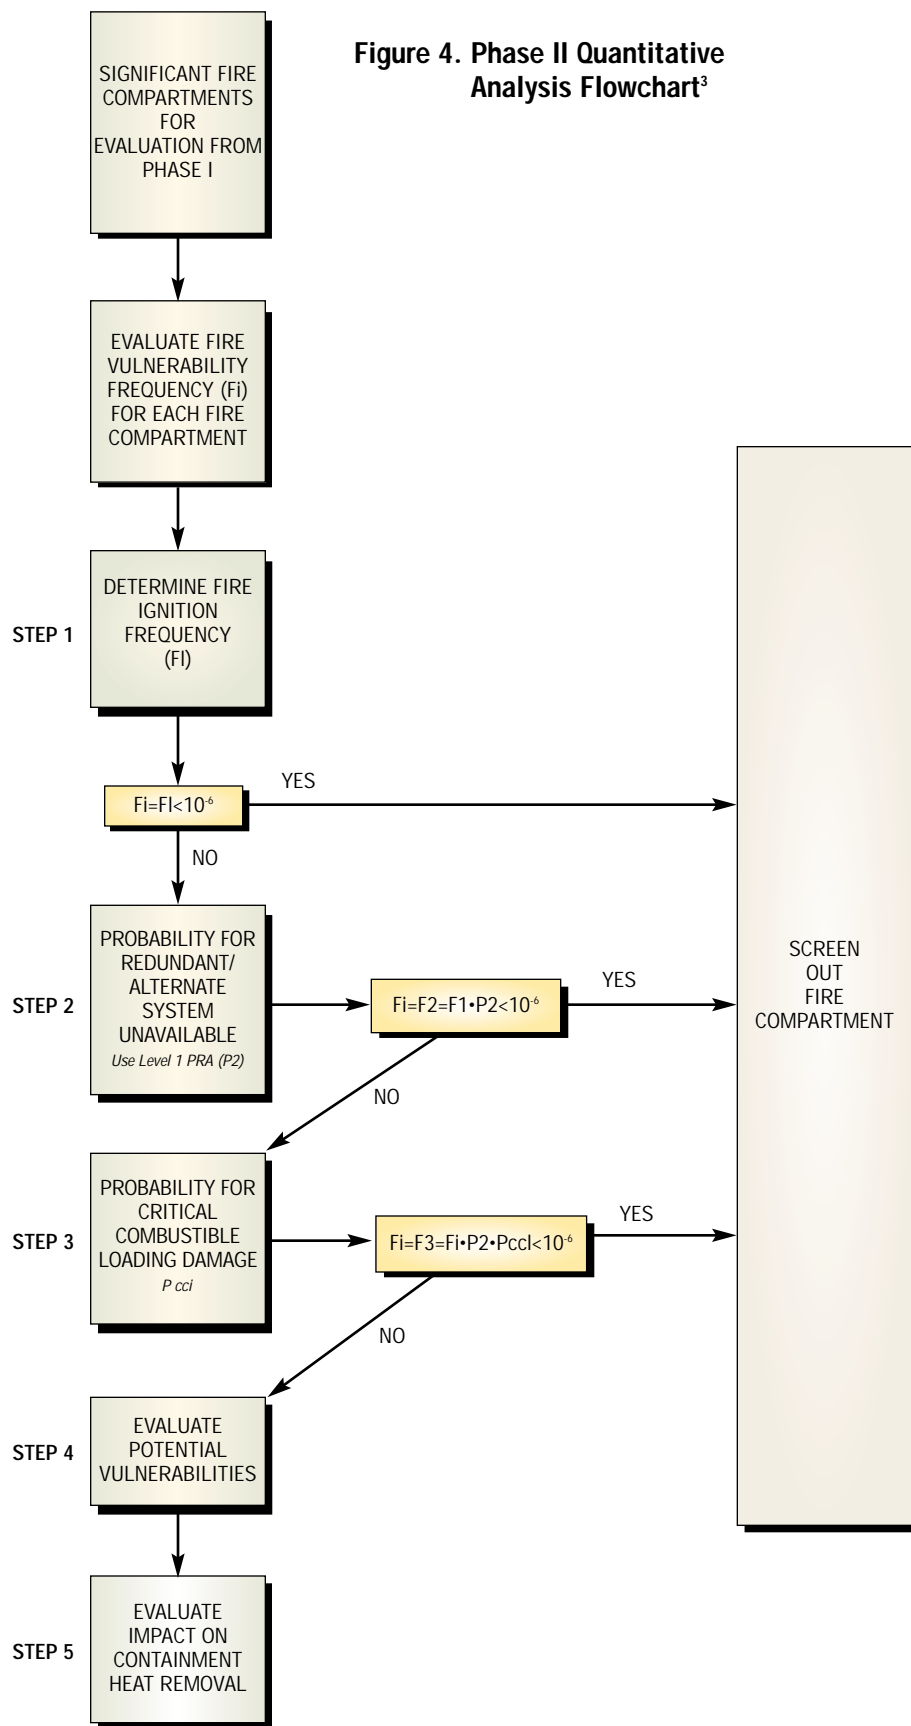 Figure 4. Phase II Quantitative
Analysis Flowchart³
SIGNIFICANT FIRE
COMPARTMENTS
FOR
EVALUATION FROM
PHASE I
EVALUATE FIRE
VULNERABILITY
FREQUENCY (Fi)
FOR EACH FIRE
COMPARTMENT
STEP 1
DETERMINE FIRE
IGNITION
FREQUENCY
(FI)
Fi=FI<10⁻⁶
YES
NO
STEP 2
PROBABILITY FOR
REDUNDANT/
ALTERNATE
SYSTEM
UNAVAILABLE
Use Level 1 PRA (P2)
Fi=F2=F1•P2<10⁻⁶
YES
NO
STEP 3
PROBABILITY FOR
CRITICAL
COMBUSTIBLE
LOADING DAMAGE
P cci
Fi=F3=Fi•P2•Pccl<10⁻⁶
YES
NO
STEP 4
EVALUATE
POTENTIAL
VULNERABILITIES
STEP 5
EVALUATE
IMPACT ON
CONTAINMENT
HEAT REMOVAL
SCREEN
OUT
FIRE
COMPARTMENT